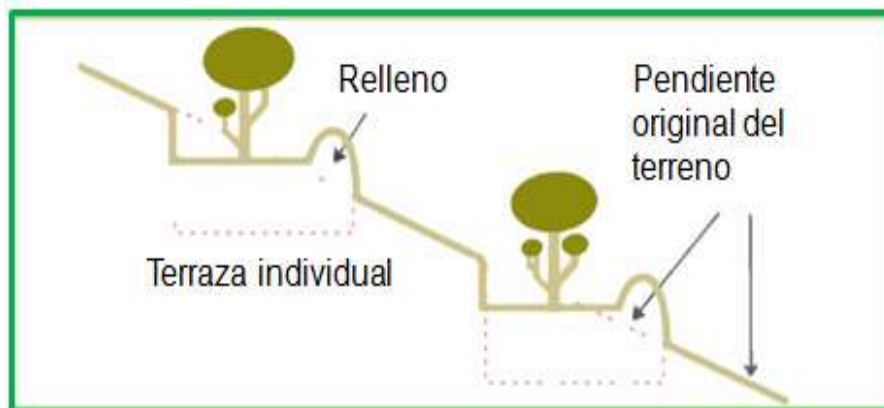 Relleno
Pendiente
original del
terreno
Terraza individual